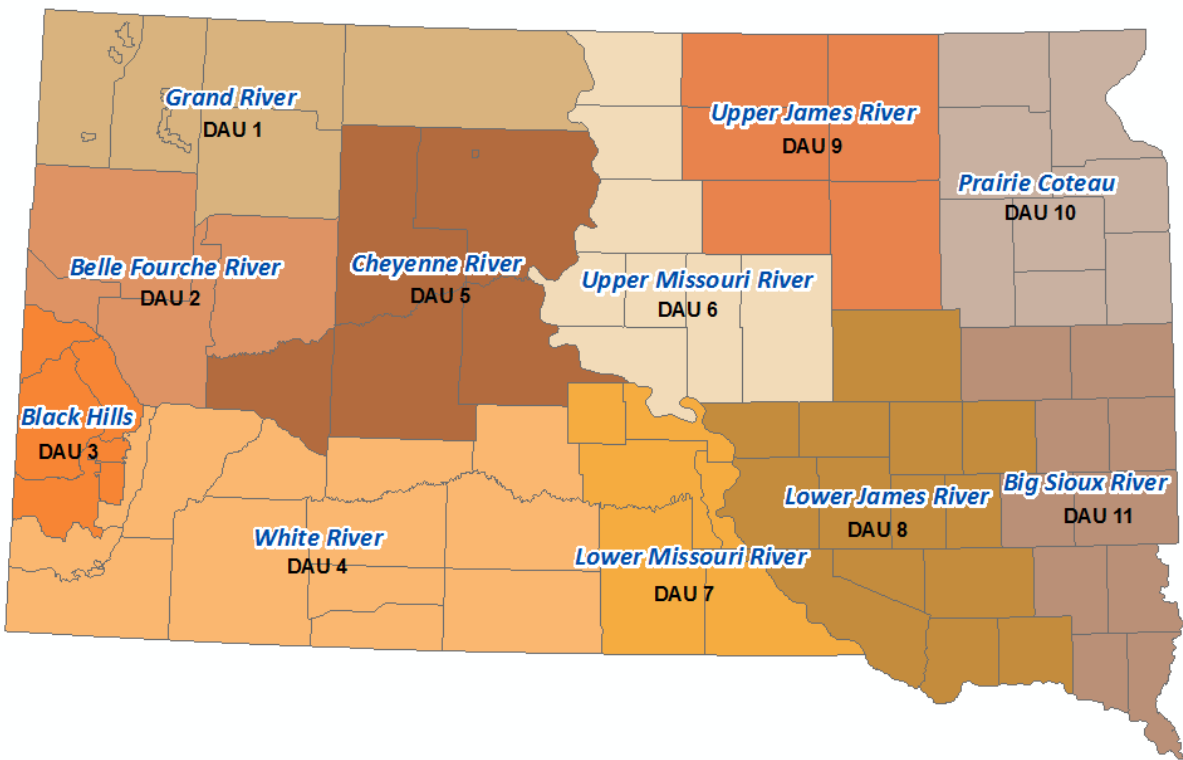 Grand River
DAU 1
Upper James River
DAU 9
Prairie Coteau
DAU 10
Belle Fourche River
DAU 2
Cheyenne River
DAU 5
Upper Missouri River
DAU 6
Black Hills
DAU 3
White River
DAU 4
Lower Missouri River
DAU 7
Lower James River
DAU 8
Big Sioux River
DAU 11